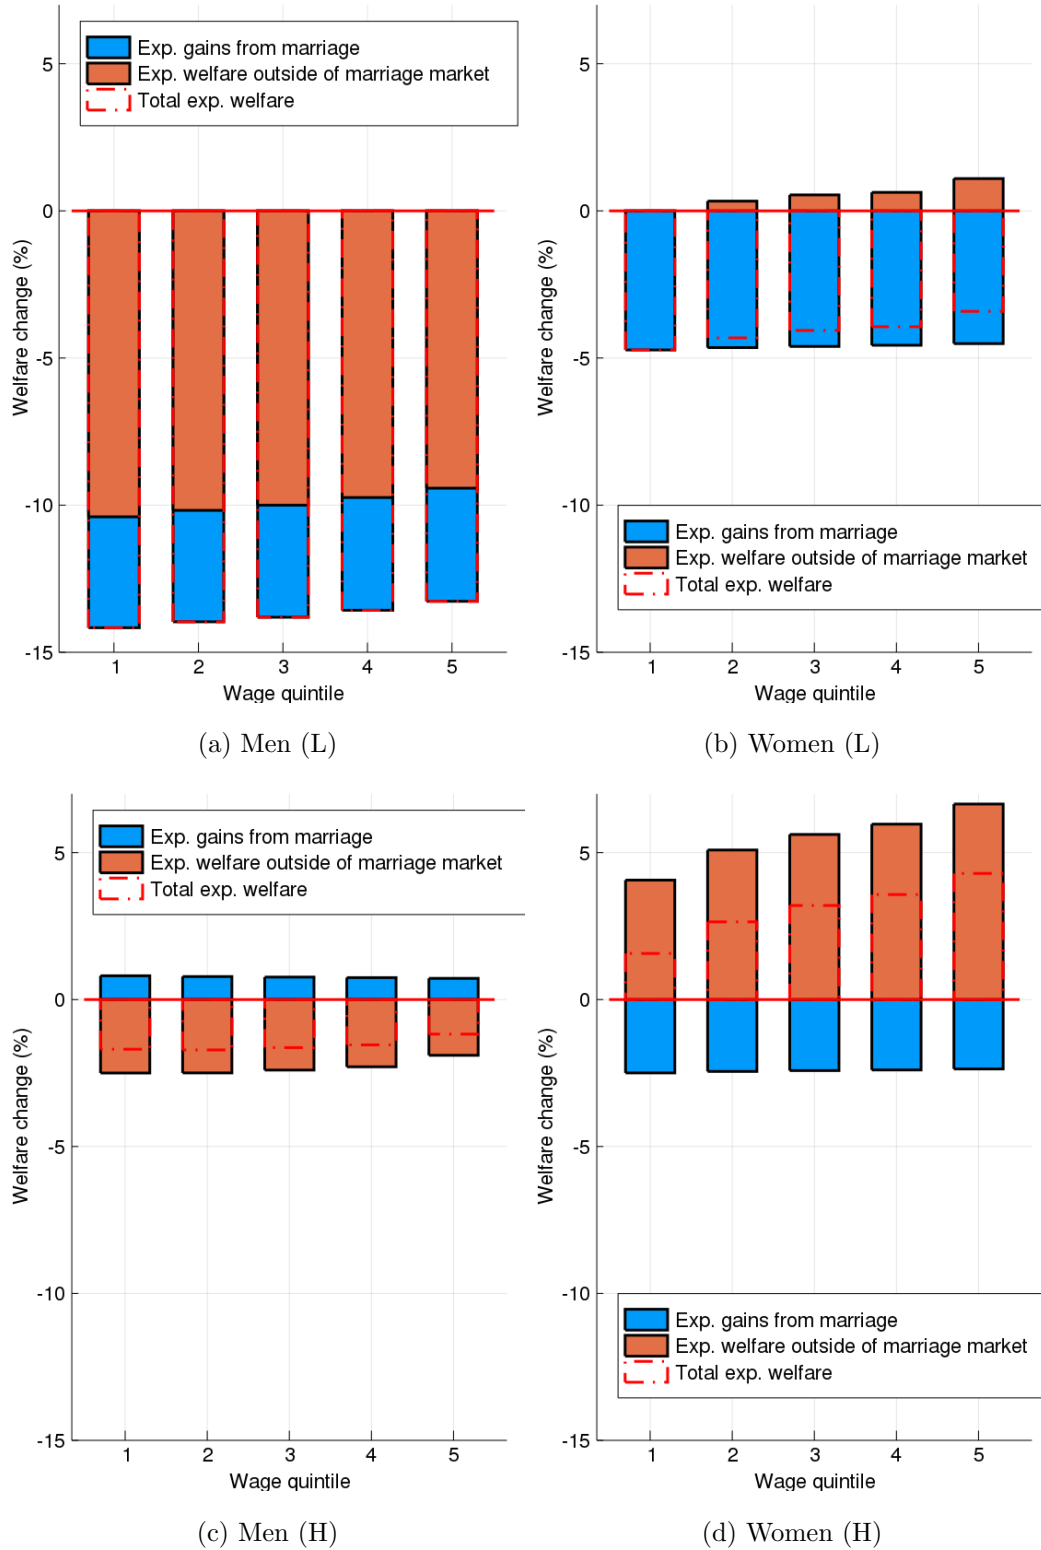 Exp. gains from marriage
Exp. welfare outside of marriage market
Total exp. welfare
5
0
-5
-10
-15
Welfare change (%)
1 2 3 4 5
Wage quintile
(a) Men (L)
5
0
-5
-10
-15
Welfare change (%)
Exp. gains from marriage
Exp. welfare outside of marriage market
Total exp. welfare
1 2 3 4 5
Wage quintile
(b) Women (L)
Exp. gains from marriage
Exp. welfare outside of marriage market
Total exp. welfare
5
0
-5
-10
-15
Welfare change (%)
1 2 3 4 5
Wage quintile
(c) Men (H)
5
0
-5
-10
-15
Welfare change (%)
Exp. gains from marriage
Exp. welfare outside of marriage market
Total exp. welfare
1 2 3 4 5
Wage quintile
(d) Women (H)